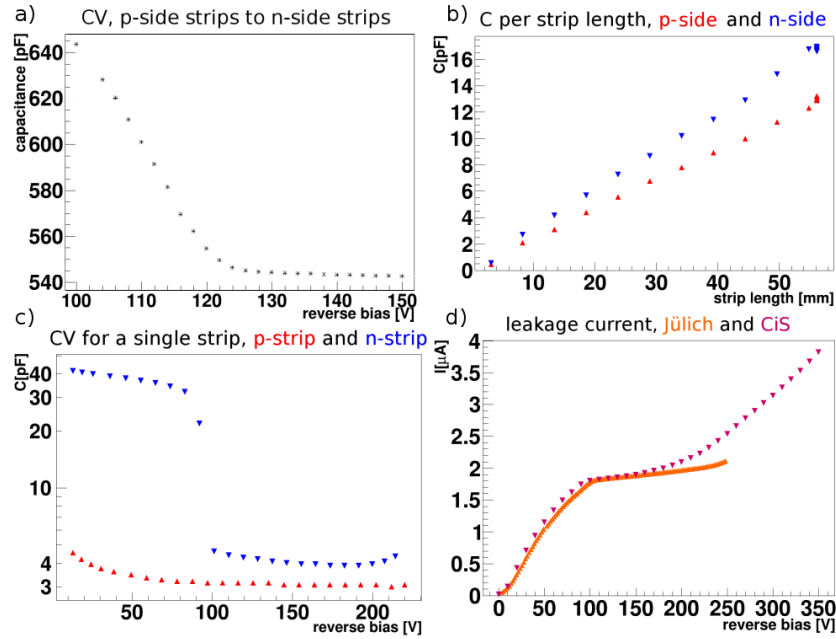 a) CV, p-side strips to n-side strips
capacitance [pF]
640
620
600
580
560
540
100 110 120 130 140 150
reverse bias [V]
b) C per strip length, p-side and n-side
C[pF]
16
14
12
10
8
6
4
2
0
10 20 30 40 50
strip length [mm]
c) CV for a single strip, p-strip and n-strip
C[pF]
40
30
20
10
4
3
50 100 150 200
reverse bias [V]
d) leakage current, Jülich and CiS
I[μA]
4
3.5
3
2.5
2
1.5
1
0.5
0
0 50 100 150 200 250 300 350
reverse bias [V]